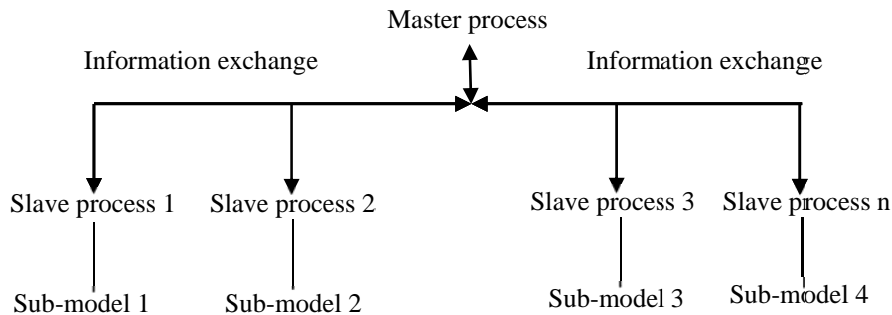 Master process
Information exchange
Information exchange
Slave process 1
Slave process 2
Slave process 3
Slave process n
Sub-model 1
Sub-model 2
Sub-model 3
Sub-model 4